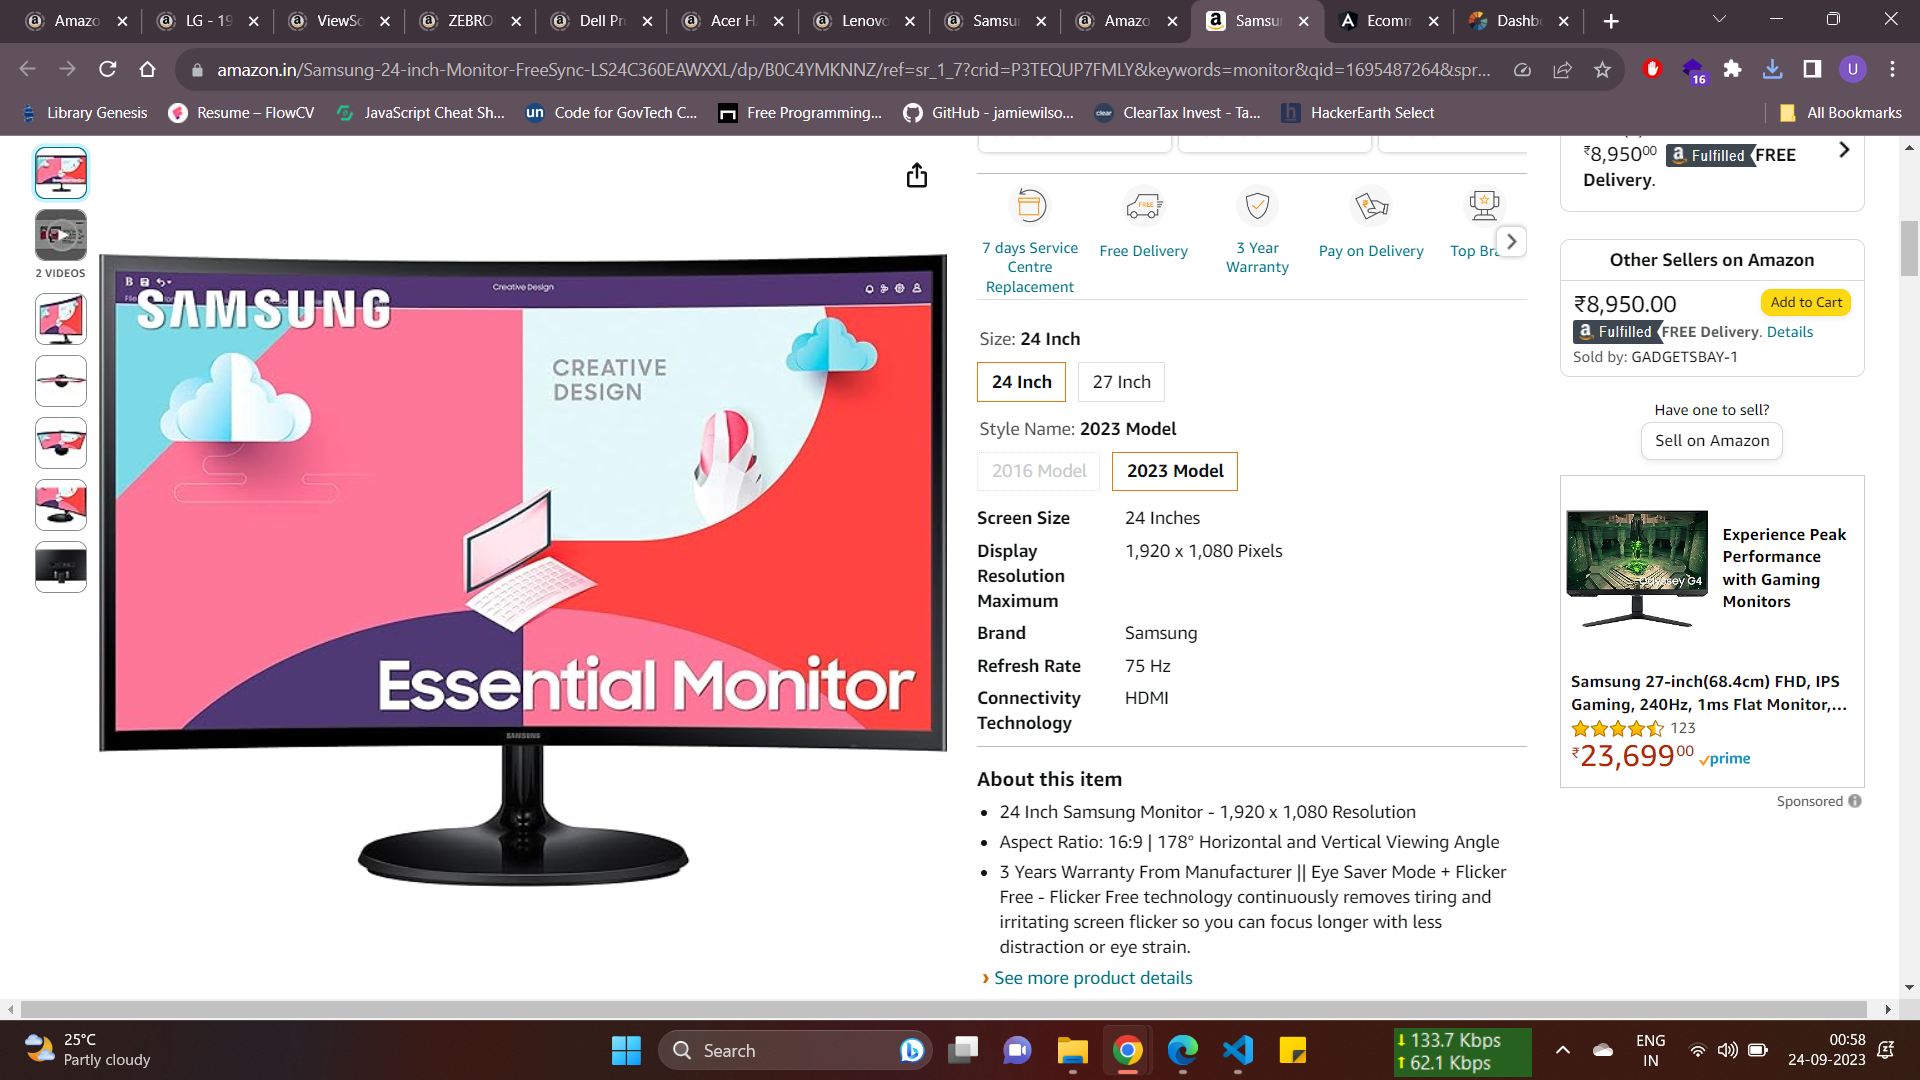 Amazo
LG - 19
ViewSo
ZEBRO
Dell Pr
Acer H
Lenovo
Samsun
Amazo
Samsu
Ecomm
Dashbo
amazon.in/Samsung-24-inch-Monitor-FreeSync-LS24C360EAWXXL/dp/B0C4YMKNNZ/ref=sr_1_7?crid=P3TEQUP7FMLY&keywords=monitor&qid=1695487264&spr...
16
U
Library Genesis
Resume – FlowCV
JavaScript Cheat Sh...
un Code for GovTech C...
Free Programming...
GitHub - jamiewilso...
clear ClearTax Invest - Ta...
h HackerEarth Select
All Bookmarks
2 VIDEOS
B
Creative Design
SAMSUNG
CREATIVE
DESIGN
Essential Monitor
SAMSUNG
7 days Service
Centre
Replacement
FREE
Free Delivery
3 Year
Warranty
Pay on Delivery
Top Bra
Size: 24 Inch
24 Inch
27 Inch
Style Name: 2023 Model
2016 Model
2023 Model
Screen Size 24 Inches
Display 1,920 x 1,080 Pixels
Resolution
Maximum
Brand Samsung
Refresh Rate 75 Hz
Connectivity HDMI
Technology
About this item
• 24 Inch Samsung Monitor - 1,920 x 1,080 Resolution
• Aspect Ratio: 16:9 | 178° Horizontal and Vertical Viewing Angle
• 3 Years Warranty From Manufacturer || Eye Saver Mode + Flicker
Free - Flicker Free technology continuously removes tiring and
irritating screen flicker so you can focus longer with less
distraction or eye strain.
› See more product details
₹8,950⁰⁰ a Fulfilled FREE
Delivery.
Other Sellers on Amazon
₹8,950.00
Add to Cart
a Fulfilled FREE Delivery. Details
Sold by: GADGETSBAY-1
Have one to sell?
Sell on Amazon
Odyssey G4
Experience Peak
Performance
with Gaming
Monitors
Samsung 27-inch(68.4cm) FHD, IPS
Gaming, 240Hz, 1ms Flat Monitor,...
123
₹23,699⁰⁰ prime
Sponsored
25°C
Partly cloudy
Search
133.7 Kbps
62.1 Kbps
ENG
IN
00:58
24-09-2023